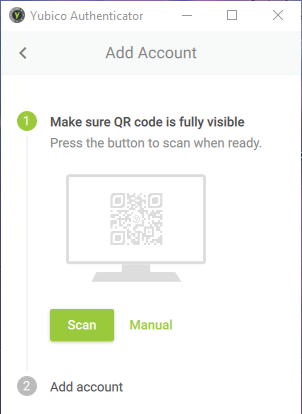 Yubico Authenticator
Add Account
1 Make sure QR code is fully visible
Press the button to scan when ready.
Scan Manual
2 Add account